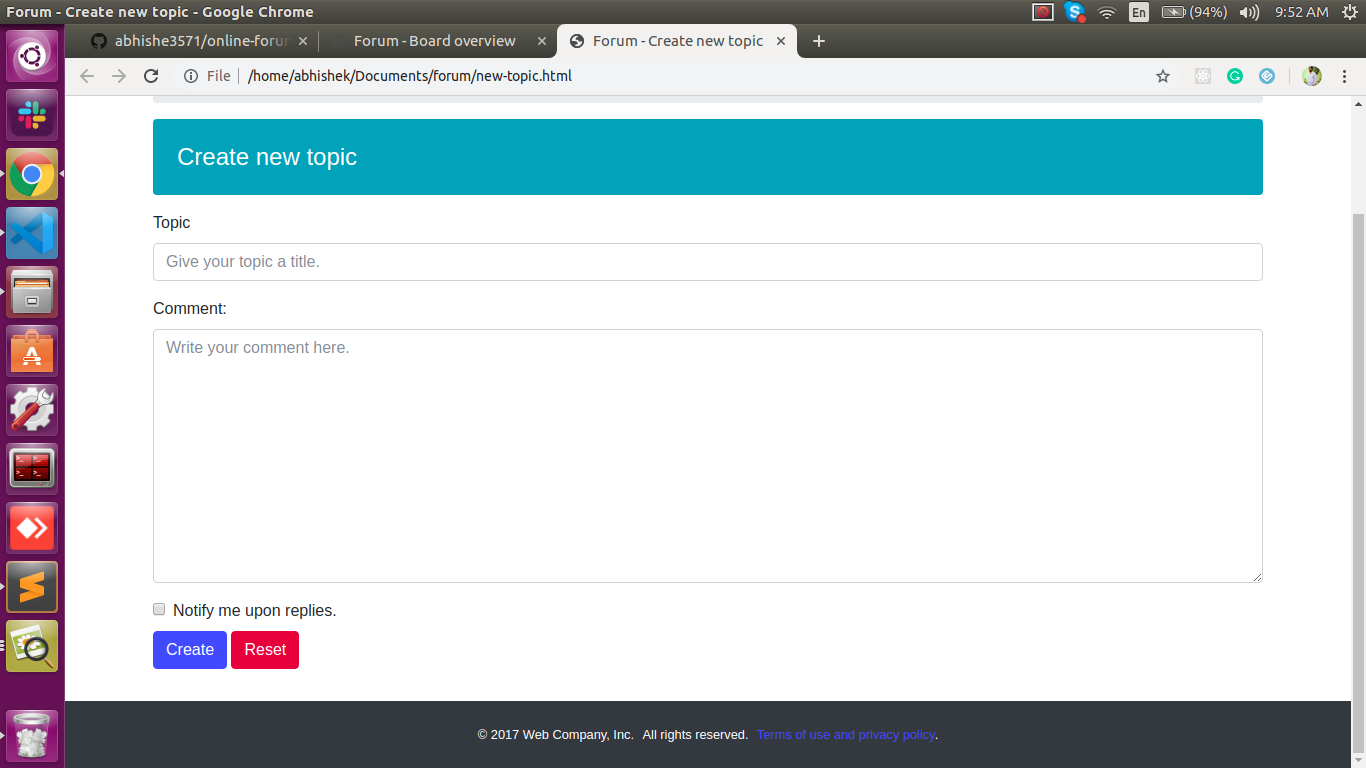 Forum - Create new topic - Google Chrome
En (94%) 9:52 AM
abhishe3571/online-forum
Forum - Board overview
Forum - Create new topic
File /home/abhishek/Documents/forum/new-topic.html
Create new topic
Topic
Give your topic a title.
Comment:
Write your comment here.
Notify me upon replies.
Create Reset
© 2017 Web Company, Inc. All rights reserved. Terms of use and privacy policy.